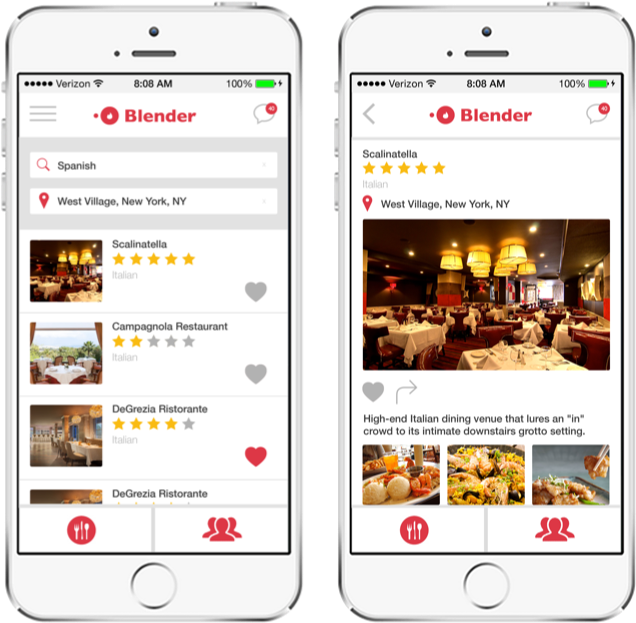 Verizon 8:08 AM 100%
Blender
40
Spanish
West Village, New York, NY
Scalinatella
Italian
Campagnola Restaurant
Italian
DeGrezia Ristorante
Italian
DeGrezia Ristorante
Verizon 8:08 AM 100%
Blender
40
Scalinatella
Italian
West Village, New York, NY
High-end Italian dining venue that lures an "in"
crowd to its intimate downstairs grotto setting.